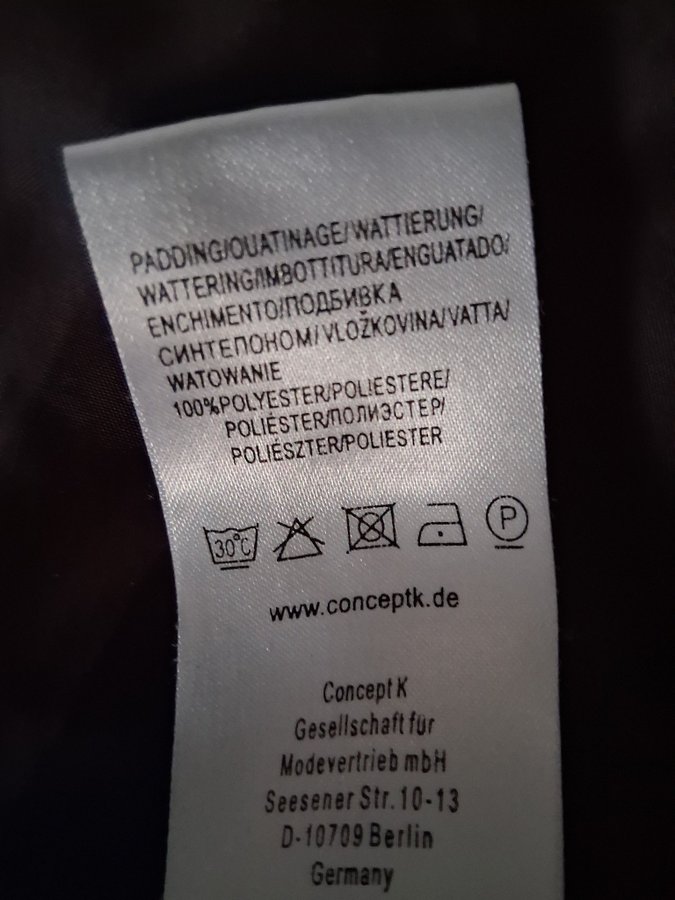 PADDING/OUATINAGE/WATTIERUNG/
WATTERING/IMBOTTITURA/ENGUATADO/
ENCHIMENTO/ПОДБИВКА
СИНТЕПОНОМ/VLOŽKOVINA/VATTA/
WATOWANIE
100%POLYESTER/POLIESTERE/
POLIÉSTER/ПОЛИЭСТЕР/
POLIÉSZTER/POLIESTER
30°C P
www.conceptk.de
Concept K
Gesellschaft für
Modevertrieb mbH
Seesener Str. 10-13
D-10709 Berlin
Germany